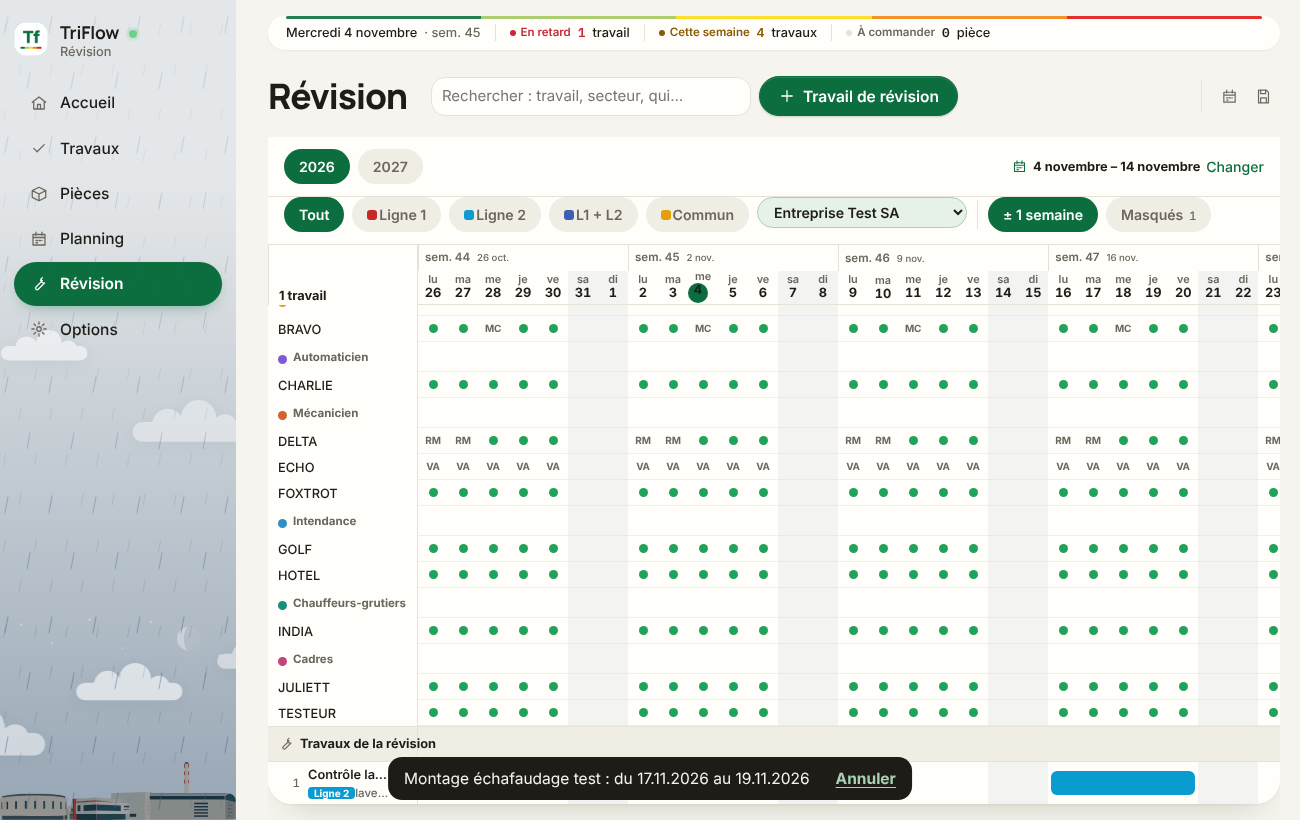 Tf
TriFlow
Révision
Accueil
Travaux
Pièces
Planning
Révision
Options
Mercredi 4 novembre · sem. 45 En retard 1 travail Cette semaine 4 travaux À commander 0 pièce
Révision Rechercher : travail, secteur, qui... + Travail de révision
2026 2027 4 novembre – 14 novembre Changer
Tout Ligne 1 Ligne 2 L1 + L2 Commun Entreprise Test SA ± 1 semaine Masqués 1
sem. 44 26 oct. sem. 45 2 nov. sem. 46 9 nov. sem. 47 16 nov.
lu ma me je ve sa di lu ma me je ve sa di lu ma me je ve sa di lu ma me je ve sa di lu
1 travail 26 27 28 29 30 31 1 2 3 4 5 6 7 8 9 10 11 12 13 14 15 16 17 18 19 20 21 22 23
BRAVO MC MC MC MC
Automaticien
CHARLIE
Mécanicien
DELTA RM RM RM RM RM RM RM RM RM
ECHO VA VA VA VA VA VA VA VA VA VA VA VA VA VA VA VA VA VA VA VA VA
FOXTROT
Intendance
GOLF
HOTEL
Chauffeurs-grutiers
INDIA
Cadres
JULIETT
TESTEUR
Travaux de la révision
1 Contrôle la...
Ligne 2 lave...
Montage échafaudage test : du 17.11.2026 au 19.11.2026 Annuler